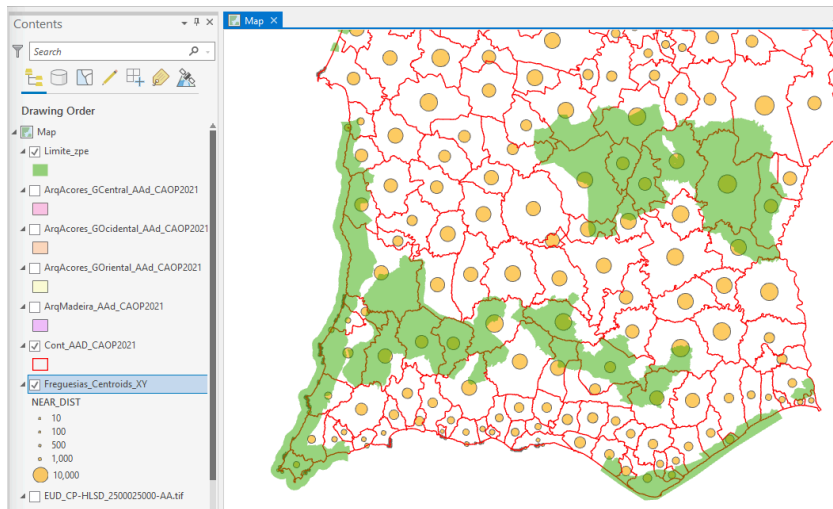 Contents
Map
Search
Drawing Order
Map
Limite_zpe
ArqAcores_GCentral_AAd_CAOP2021
ArqAcores_GOcidental_AAd_CAOP2021
ArqAcores_GOriental_AAd_CAOP2021
ArqMadeira_AAd_CAOP2021
Cont_AAD_CAOP2021
Freguesias_Centroids_XY
NEAR_DIST
10
100
500
1,000
10,000
EUD_CP-HLSD_2500025000-AA.tif